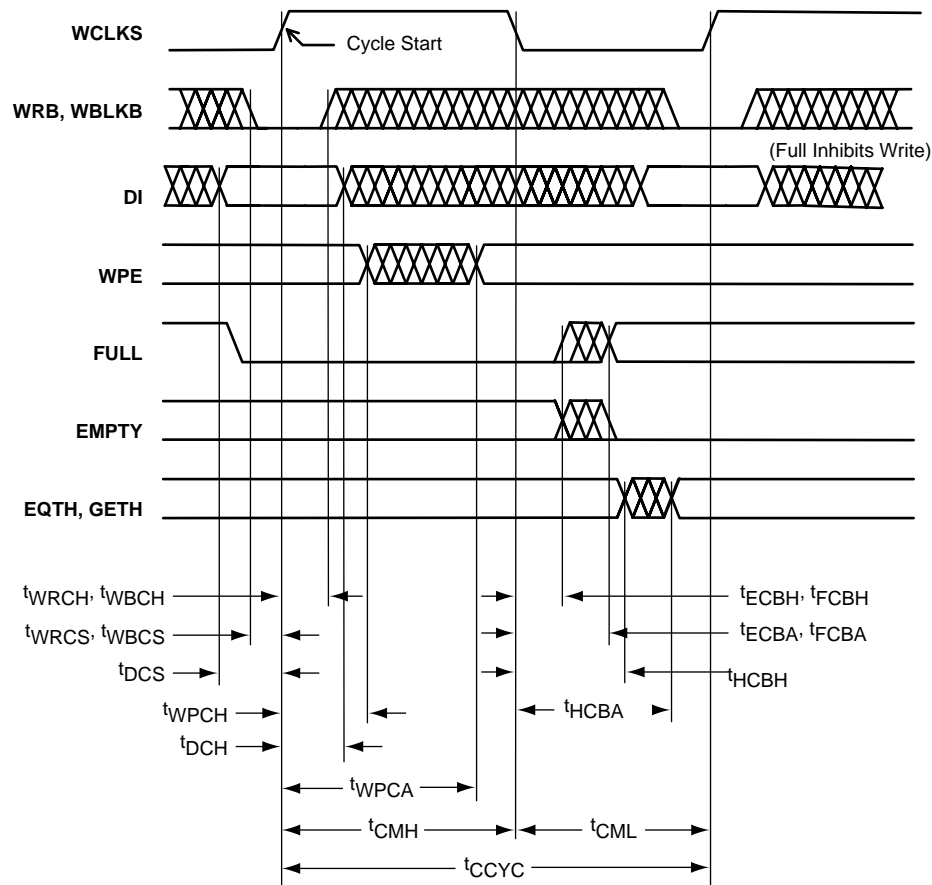 WCLKS
Cycle Start
WRB, WBLKB
(Full Inhibits Write)
DI
WPE
FULL
EMPTY
EQTH, GETH
tWRCH, tWBCH
tECBH, tFCBH
tWRCS, tWBCS
tECBA, tFCBA
tDCS
tHCBH
tWPCH
tHCBA
tDCH
tWPCA
tCMH
tCML
tCCYC